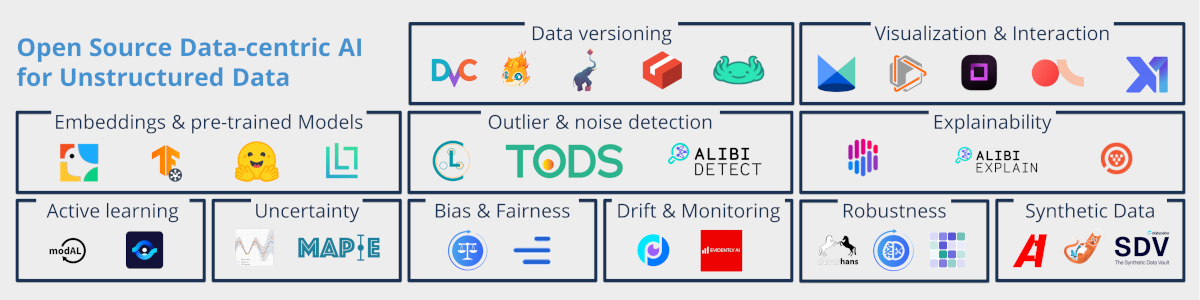 Open Source Data-centric AI
for Unstructured Data
Data versioning
DVC
Visualization & Interaction
Embeddings & pre-trained Models
Outlier & noise detection
TODS
ALIBI
DETECT
Explainability
ALIBI
EXPLAIN
Active learning
modAL
Uncertainty
MAPIE
Bias & Fairness
Drift & Monitoring
EVIDENTLY AI
Robustness
hans
Synthetic Data
datacebo
SDV
The Synthetic Data Vault